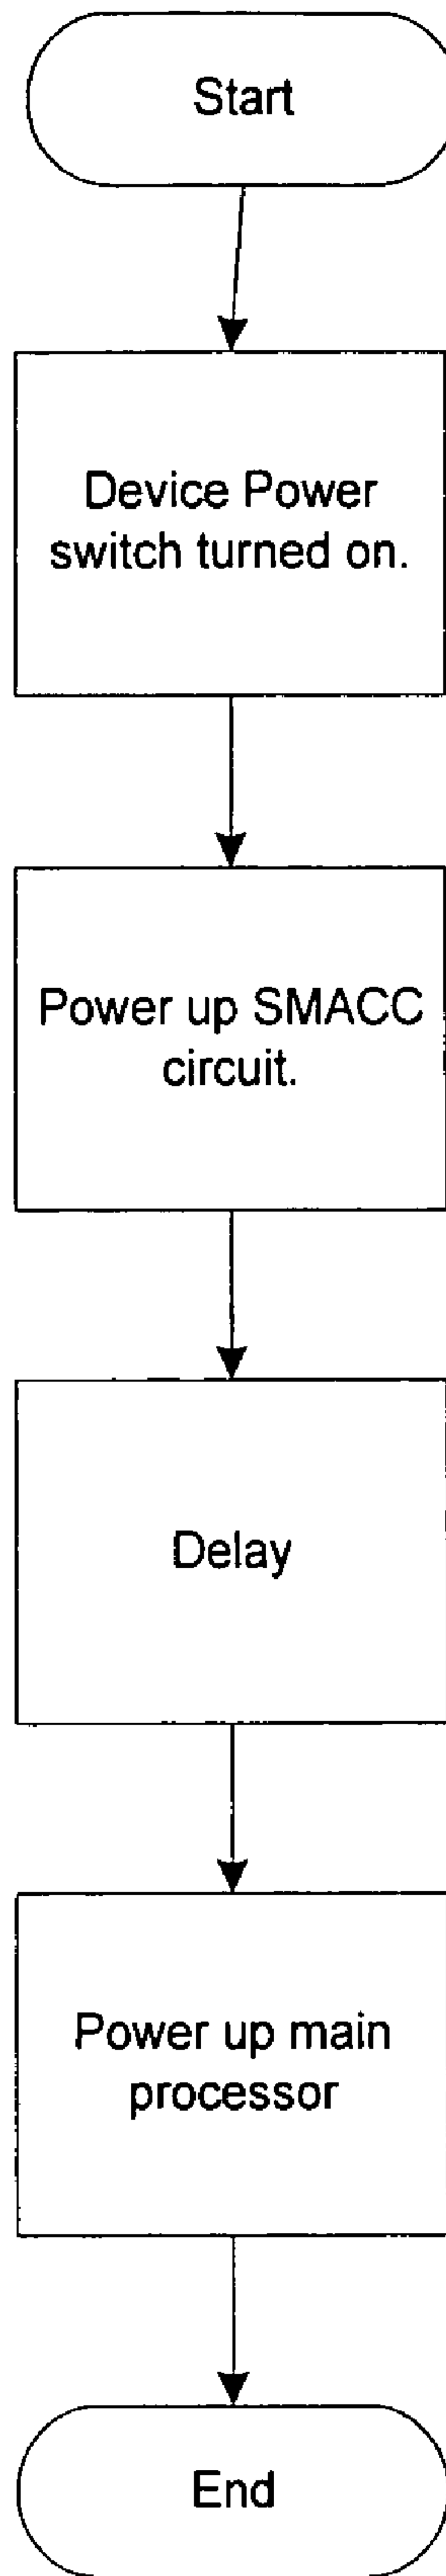 Start
Device Power
switch turned on.
Power up SMACC
circuit.
Delay
Power up main
processor
End